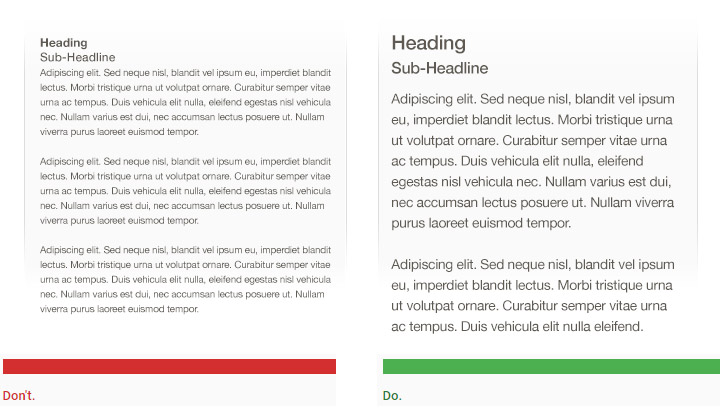 Heading
Sub-Headline
Adipiscing elit. Sed neque nisl, blandit vel ipsum eu, imperdiet blandit
lectus. Morbi tristique urna ut volutpat ornare. Curabitur semper vitae
urna ac tempus. Duis vehicula elit nulla, eleifend egestas nisl vehicula
nec. Nullam varius est dui, nec accumsan lectus posuere ut. Nullam
viverra purus laoreet euismod tempor.
Adipiscing elit. Sed neque nisl, blandit vel ipsum eu, imperdiet blandit
lectus. Morbi tristique urna ut volutpat ornare. Curabitur semper vitae
urna ac tempus. Duis vehicula elit nulla, eleifend egestas nisl vehicula
nec. Nullam varius est dui, nec accumsan lectus posuere ut. Nullam
viverra purus laoreet euismod tempor.
Adipiscing elit. Sed neque nisl, blandit vel ipsum eu, imperdiet blandit
lectus. Morbi tristique urna ut volutpat ornare. Curabitur semper vitae
urna ac tempus. Duis vehicula elit nulla, eleifend egestas nisl vehicula
nec. Nullam varius est dui, nec accumsan lectus posuere ut. Nullam
viverra purus laoreet euismod tempor.
Don't.
Heading
Sub-Headline
Adipiscing elit. Sed neque nisl, blandit vel ipsum
eu, imperdiet blandit lectus. Morbi tristique urna
ut volutpat ornare. Curabitur semper vitae urna
ac tempus. Duis vehicula elit nulla, eleifend
egestas nisl vehicula nec. Nullam varius est dui,
nec accumsan lectus posuere ut. Nullam viverra
purus laoreet euismod tempor.
Adipiscing elit. Sed neque nisl, blandit vel ipsum
eu, imperdiet blandit lectus. Morbi tristique urna
ut volutpat ornare. Curabitur semper vitae urna
ac tempus. Duis vehicula elit nulla eleifend.
Do.